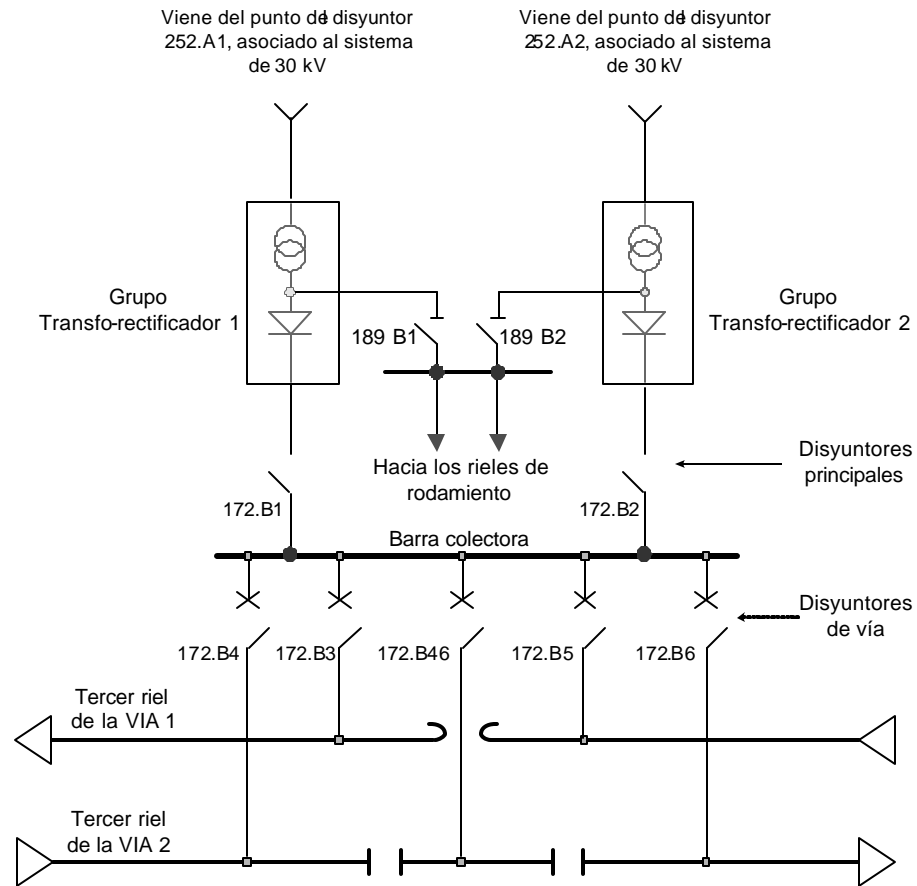 Viene del punto del disyuntor
252.A1, asociado al sistema
de 30 kV
Viene del punto del disyuntor
252.A2, asociado al sistema
de 30 kV
Grupo
Transfo-rectificador 1
189 B1
189 B2
Grupo
Transfo-rectificador 2
Hacia los rieles de
rodamiento
Disyuntores
principales
172.B1
172.B2
Barra colectora
Disyuntores
de vía
172.B4
172.B3
172.B46
172.B5
172.B6
Tercer riel
de la VIA 1
Tercer riel
de la VIA 2